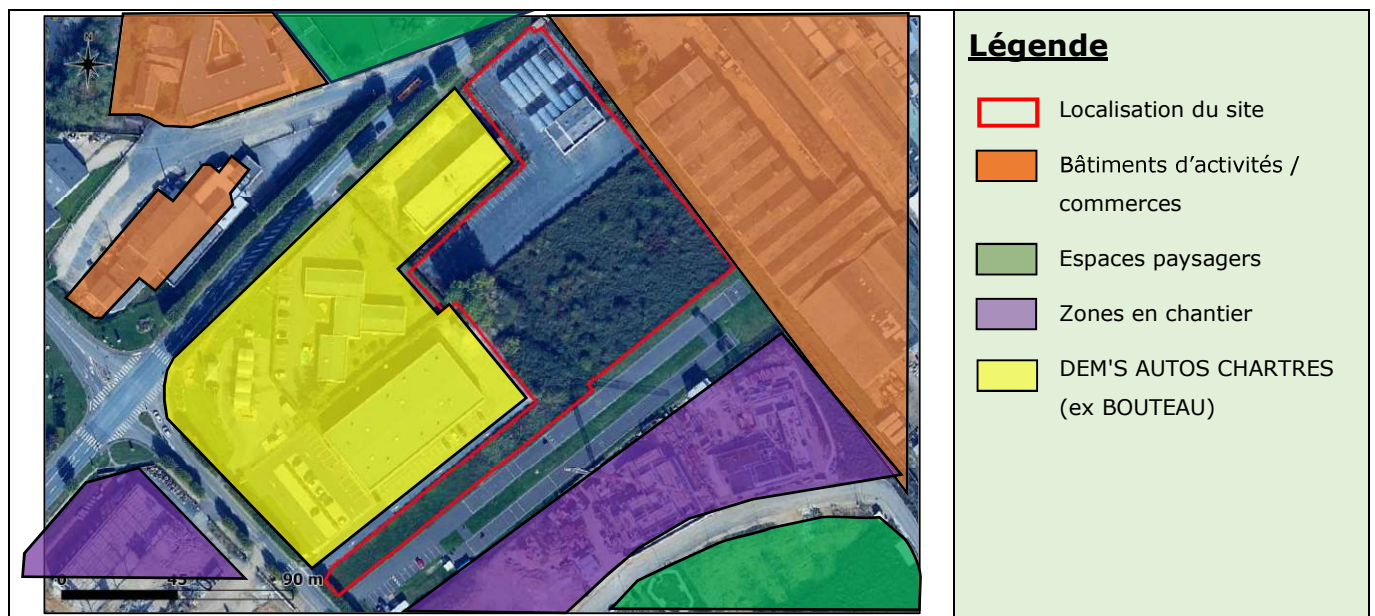 N
0 45 90 m
Légende
Localisation du site
Bâtiments d’activités /
commerces
Espaces paysagers
Zones en chantier
DEM'S AUTOS CHARTRES
(ex BOUTEAU)